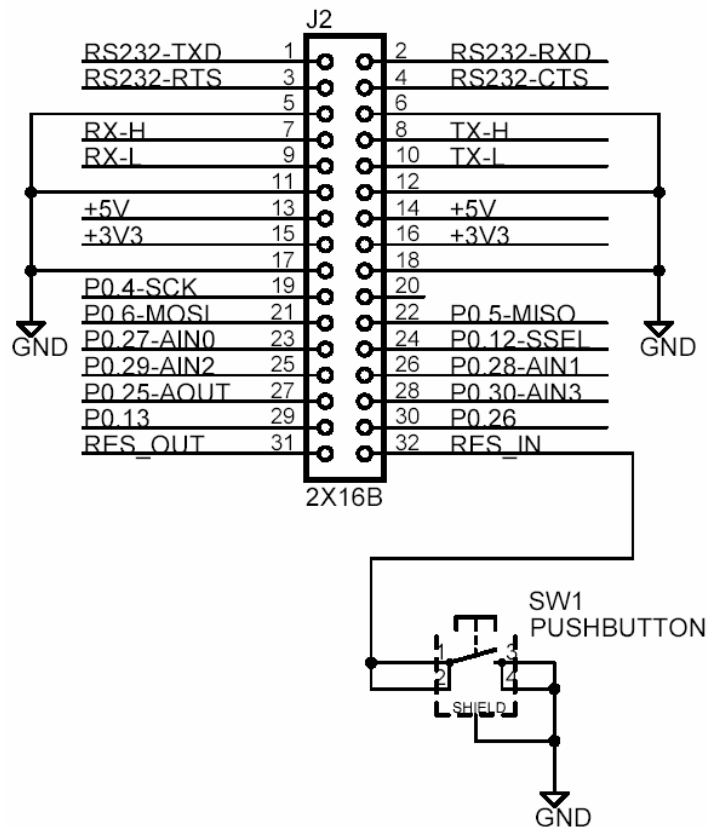 J2
RS232-TXD 1 2 RS232-RXD
RS232-RTS 3 4 RS232-CTS
5 6
RX-H 7 8 TX-H
RX-L 9 10 TX-L
11 12
+5V 13 14 +5V
+3V3 15 16 +3V3
17 18
P0.4-SCK 19 20
P0.6-MOSI 21 22 P0.5-MISO
GND P0.27-AIN0 23 24 P0.12-SSEL GND
P0.29-AIN2 25 26 P0.28-AIN1
P0.25-AOUT 27 28 P0.30-AIN3
P0.13 29 30 P0.26
RES_OUT 31 32 RES_IN
2X16B
SW1
PUSHBUTTON
1 3
2 4
SHIELD
GND